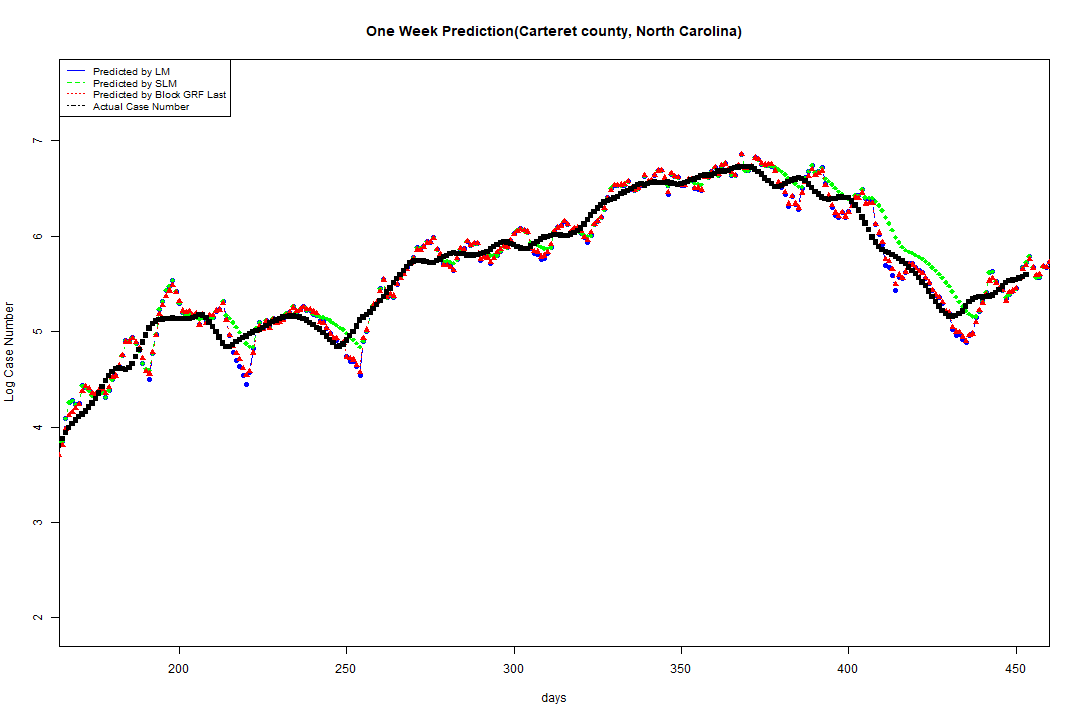 One Week Prediction(Carteret county, North Carolina)
Predicted by LM
Predicted by SLM
Predicted by Block GRF Last
Actual Case Number
7
6
5
4
3
2
Log Case Number
200 250 300 350 400 450
days